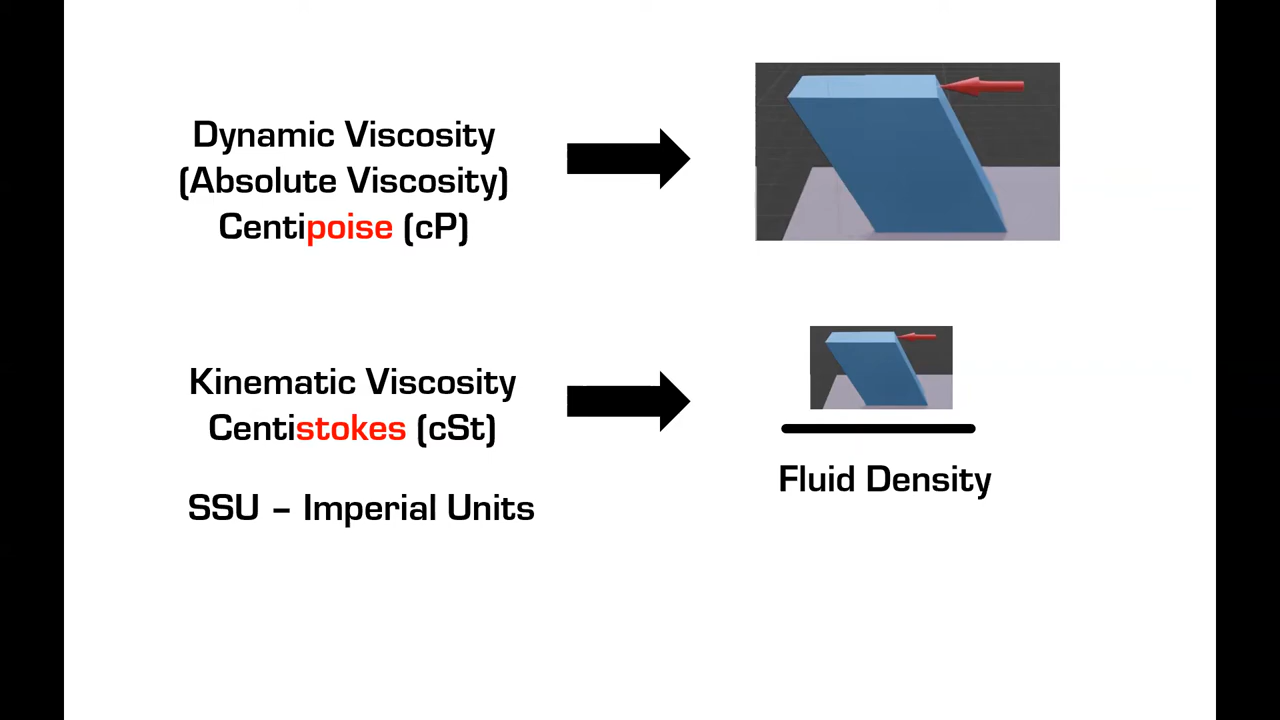 Dynamic Viscosity
(Absolute Viscosity)
Centipoise (cP)
Kinematic Viscosity
Centistokes (cSt)
Fluid Density
SSU – Imperial Units